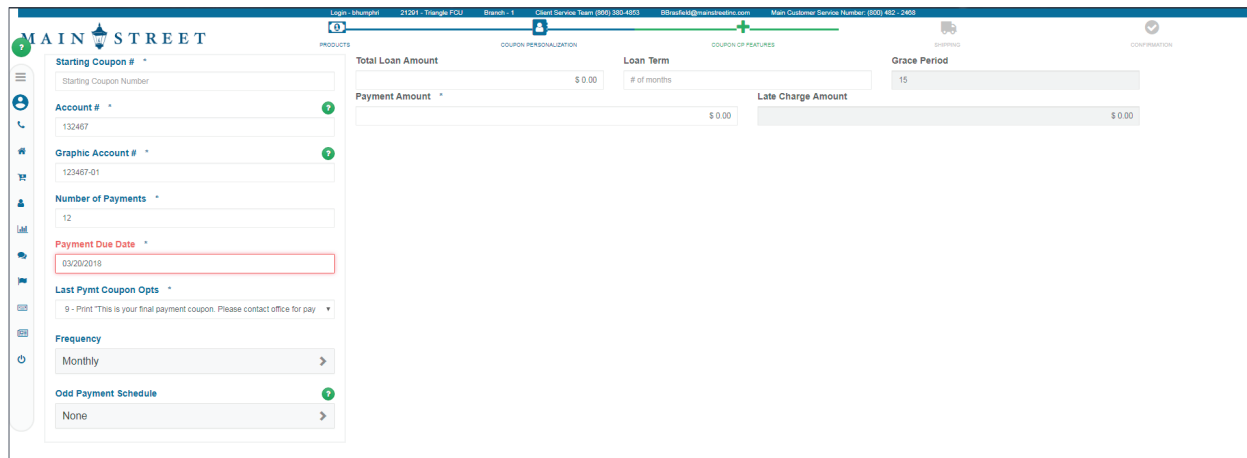 Login - bhumphri 21291 - Triangle FCU Branch - 1 Client Service Team (866) 380-4853 BBrasfield@mainstreetinc.com Main Customer Service Number: (800) 482 - 2468
MAIN STREET
PRODUCTS COUPON PERSONALIZATION COUPON CP FEATURES SHIPPING CONFIRMATION
Starting Coupon # *
Starting Coupon Number
Account # *
132467
Graphic Account # *
123467-01
Number of Payments *
12
Payment Due Date *
03/20/2018
Last Pymt Coupon Opts *
9 - Print "This is your final payment coupon. Please contact office for pay
Frequency
Monthly
Odd Payment Schedule
None
Total Loan Amount Loan Term Grace Period
$ 0.00 # of months 15
Payment Amount * Late Charge Amount
$ 0.00 $ 0.00